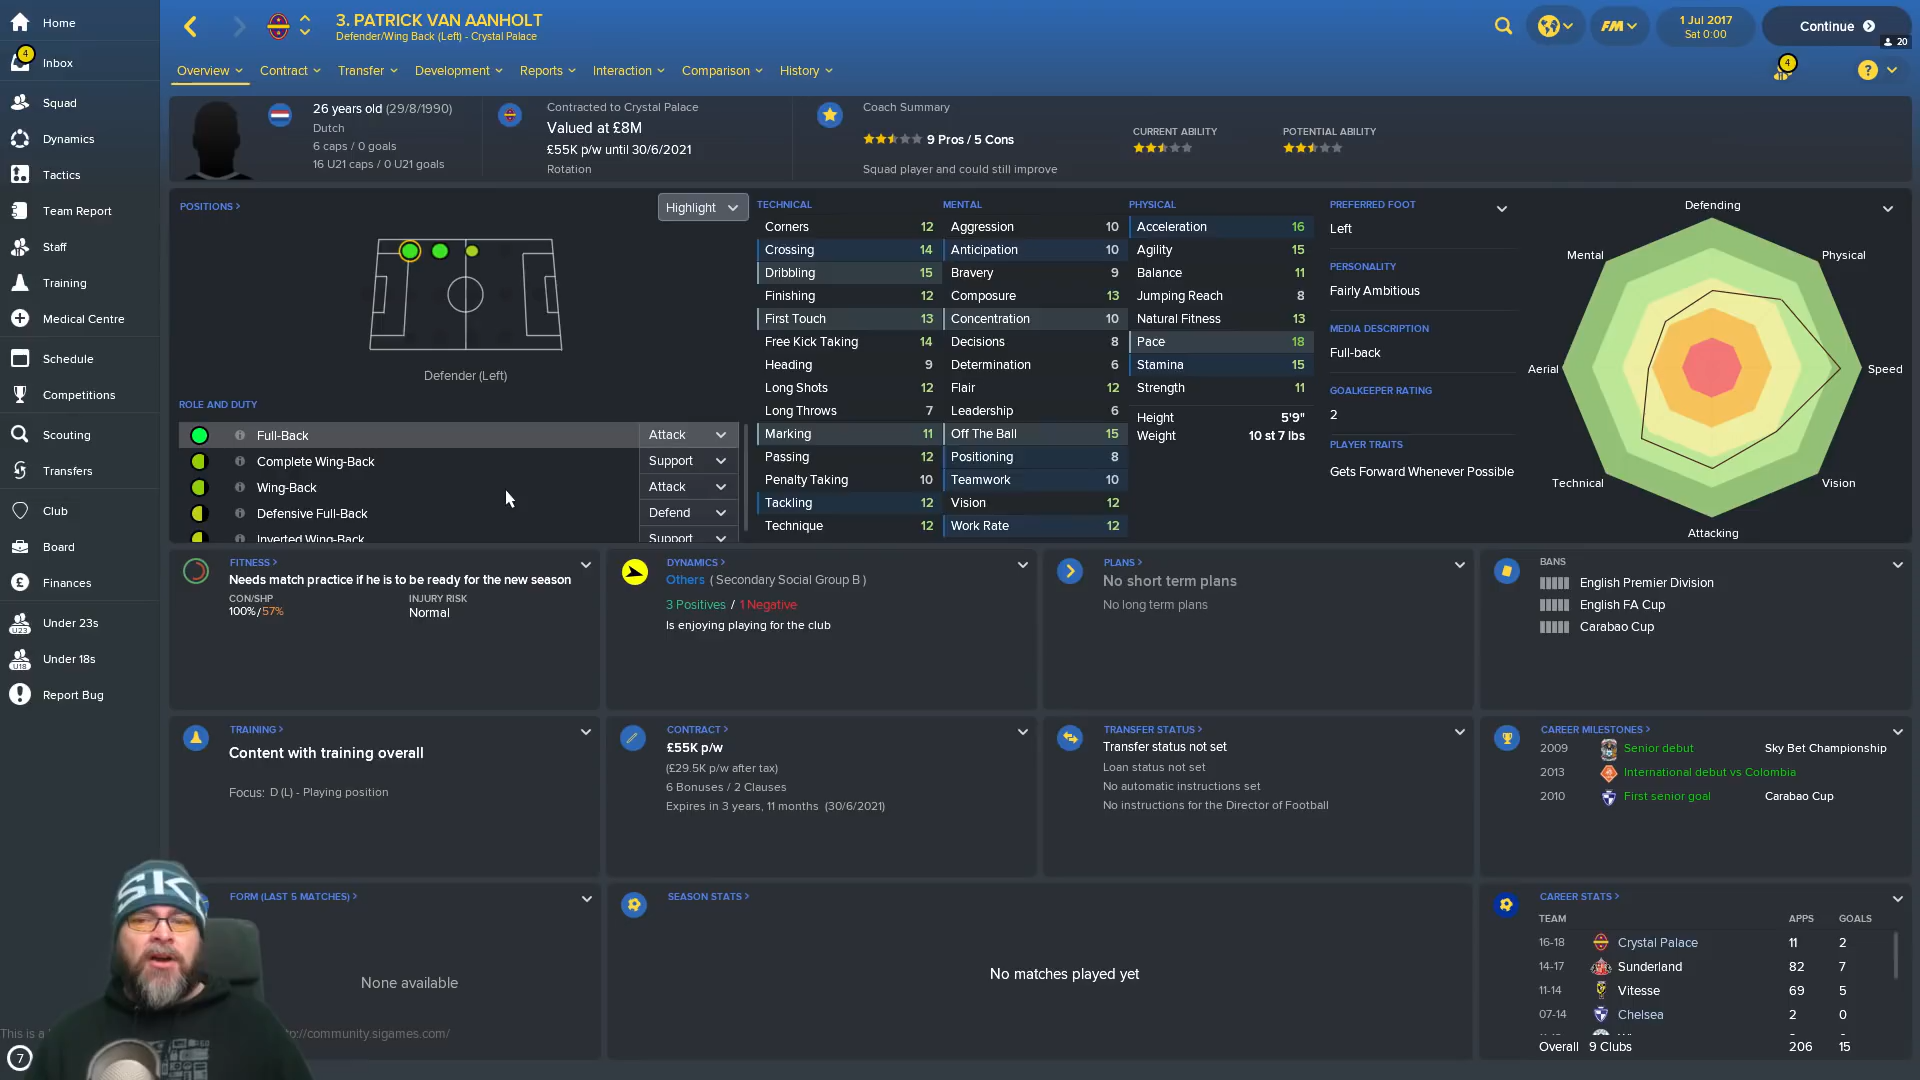 Home
4
Inbox
Squad
Dynamics
Tactics
Team Report
Staff
Training
Medical Centre
Schedule
Competitions
Scouting
Transfers
Club
Board
Finances
U23
Under 23s
U18
Under 18s
Report Bug
7
3. PATRICK VAN AANHOLT
Defender/Wing Back (Left) - Crystal Palace
FM
1 Jul 2017
Sat 0:00
Continue
20
Overview
Contract
Transfer
Development
Reports
Interaction
Comparison
History
4
?
26 years old (29/8/1990)
Dutch
6 caps / 0 goals
16 U21 caps / 0 U21 goals
Contracted to Crystal Palace
Valued at £8M
£55K p/w until 30/6/2021
Rotation
Coach Summary
9 Pros / 5 Cons
Squad player and could still improve
CURRENT ABILITY
POTENTIAL ABILITY
POSITIONS >
Highlight
Defender (Left)
ROLE AND DUTY
Full-Back Attack
Complete Wing-Back Support
Wing-Back Attack
Defensive Full-Back Defend
Inverted Wing-Back Support
TECHNICAL
Corners 12
Crossing 14
Dribbling 15
Finishing 12
First Touch 13
Free Kick Taking 14
Heading 9
Long Shots 12
Long Throws 7
Marking 11
Passing 12
Penalty Taking 10
Tackling 12
Technique 12
MENTAL
Aggression 10
Anticipation 10
Bravery 9
Composure 13
Concentration 10
Decisions 8
Determination 6
Flair 12
Leadership 6
Off The Ball 15
Positioning 8
Teamwork 10
Vision 12
Work Rate 12
PHYSICAL
Acceleration 16
Agility 15
Balance 11
Jumping Reach 8
Natural Fitness 13
Pace 18
Stamina 15
Strength 11
Height 5'9"
Weight 10 st 7 lbs
PREFERRED FOOT
Left
PERSONALITY
Fairly Ambitious
MEDIA DESCRIPTION
Full-back
GOALKEEPER RATING
2
PLAYER TRAITS
Gets Forward Whenever Possible
Defending
Physical
Speed
Vision
Attacking
Technical
Aerial
Mental
FITNESS >
Needs match practice if he is to be ready for the new season
CON/SHP
100%/57%
INJURY RISK
Normal
DYNAMICS >
Others ( Secondary Social Group B )
3 Positives / 1 Negative
Is enjoying playing for the club
PLANS >
No short term plans
No long term plans
BANS
English Premier Division
English FA Cup
Carabao Cup
TRAINING >
Content with training overall
Focus: D (L) - Playing position
CONTRACT >
£55K p/w
(£29.5K p/w after tax)
6 Bonuses / 2 Clauses
Expires in 3 years, 11 months (30/6/2021)
TRANSFER STATUS >
Transfer status not set
Loan status not set
No automatic instructions set
No instructions for the Director of Football
CAREER MILESTONES >
2009 Senior debut Sky Bet Championship
2013 International debut vs Colombia
2010 First senior goal Carabao Cup
FORM (LAST 5 MATCHES) >
None available
SEASON STATS >
No matches played yet
CAREER STATS >
TEAM APPS GOALS
16-18 Crystal Palace 11 2
14-17 Sunderland 82 7
11-14 Vitesse 69 5
07-14 Chelsea 2 0
Overall 9 Clubs 206 15
This is a
://community.sigames.com/
SK